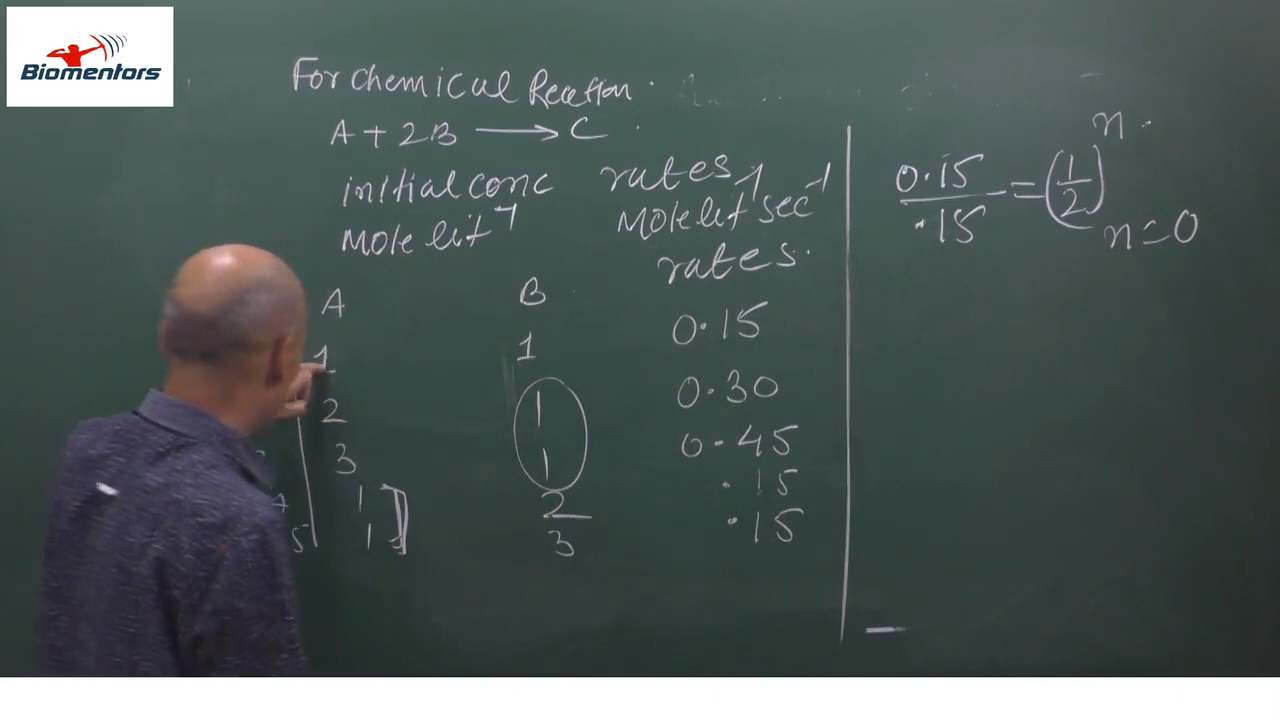 Biomentors
For chemical Reaction.
A + 2B ⟶ C.
initial conc rates
Mole lit⁻¹ Mole lit⁻¹ sec⁻¹
rates.
A B
1 1 0.15
2 1 0.30
3 1 0.45
4 1 2 .15
5 1 3 .15
0.15 / .15 = (1/2)ⁿ
n=0